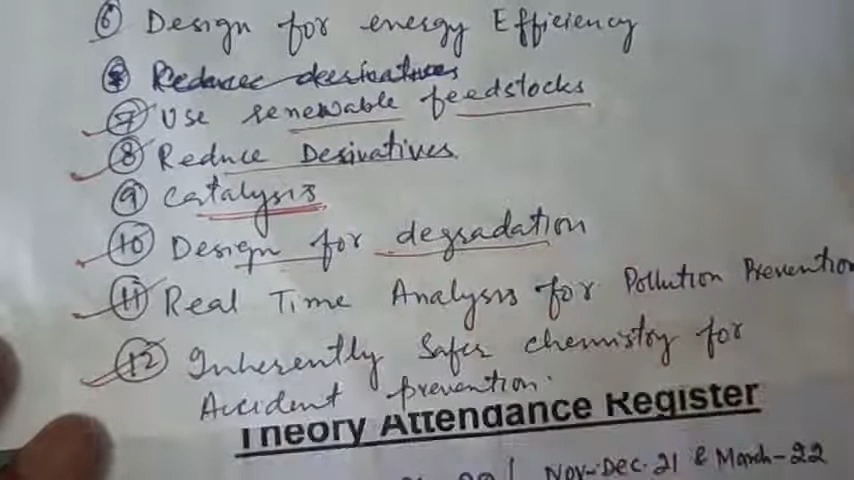 ⑥ Design for energy Efficiency
Reduce derivatives
⑦ Use renewable feedstocks
⑧ Reduce Derivatives
⑨ Catalysis
⑩ Design for degradation
⑪ Real Time Analysis for Pollution Prevention
⑫ Inherently Safer chemistry for
Accident prevention.
Theory Attendance Register
Nov-Dec-21 & March-22